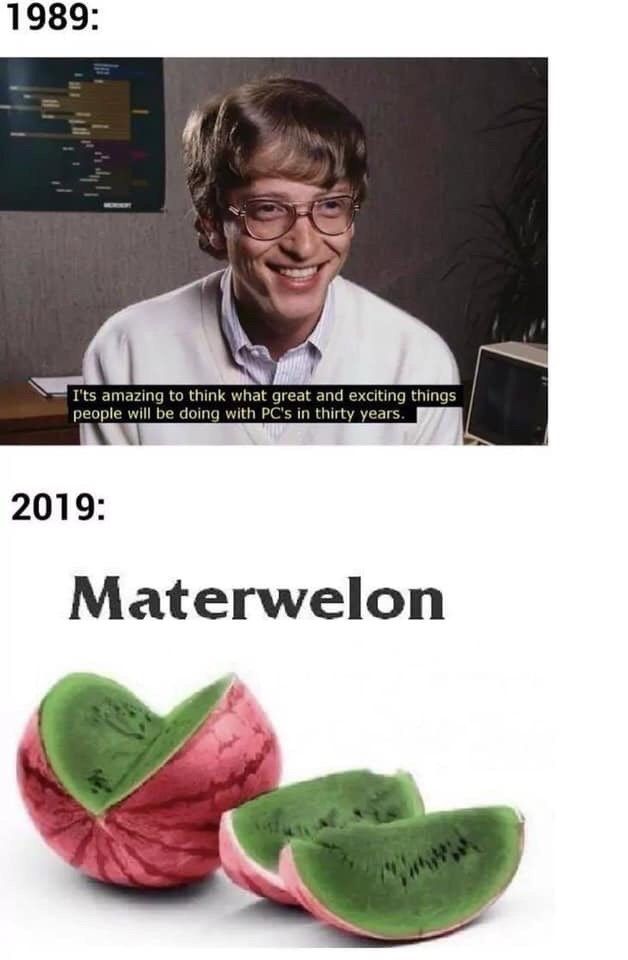 1989:
MICROSOFT
I'ts amazing to think what great and exciting things
people will be doing with PC's in thirty years.
2019:
Materwelon